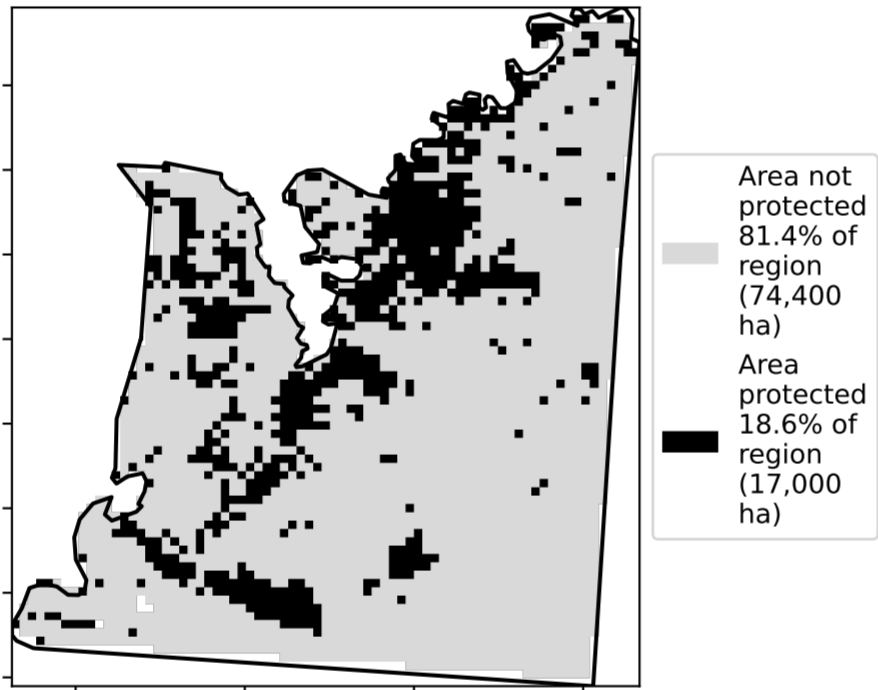 Area not
protected
81.4% of
region
(74,400
ha)
Area
protected
18.6% of
region
(17,000
ha)